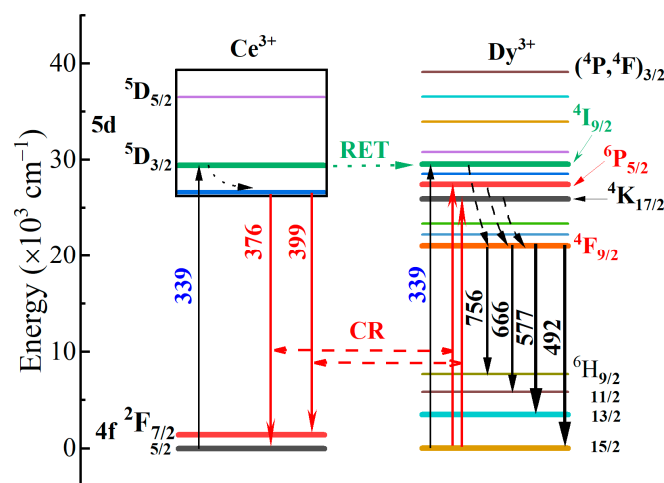 Ce³⁺
Dy³⁺
Energy (×10³ cm⁻¹)
40
30
20
10
0
5d
4f
⁵D₅/₂
⁵D₃/₂
²F₇/₂
5/2
339
376
399
RET
CR
339
756
666
577
492
(⁴P,⁴F)₃/₂
⁴I₉/₂
⁶P₅/₂
⁴K₁₇/₂
⁴F₉/₂
⁶H₉/₂
11/2
13/2
15/2